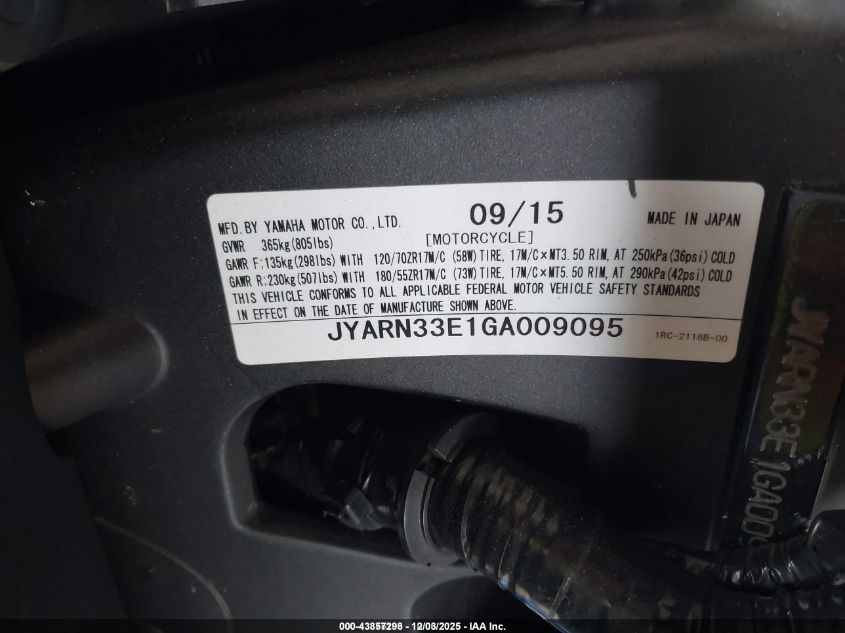 MFD. BY YAMAHA MOTOR CO., LTD. 09/15 MADE IN JAPAN
GVWR 365kg(805lbs) [MOTORCYCLE]
GAWR F:135kg(298lbs) WITH 120/70ZR17M/C (58W) TIRE, 17M/C×MT3.50 RIM, AT 250kPa(36psi) COLD
GAWR R:230kg(507lbs) WITH 180/55ZR17M/C (73W) TIRE, 17M/C×MT5.50 RIM, AT 290kPa(42psi) COLD
THIS VEHICLE CONFORMS TO ALL APPLICABLE FEDERAL MOTOR VEHICLE SAFETY STANDARDS
IN EFFECT ON THE DATE OF MANUFACTURE SHOWN ABOVE.
JYARN33E1GA009095 1RC-2118B-00
JYARN33E1GA00
000-43857298 - 12/08/2025 - IAA Inc.